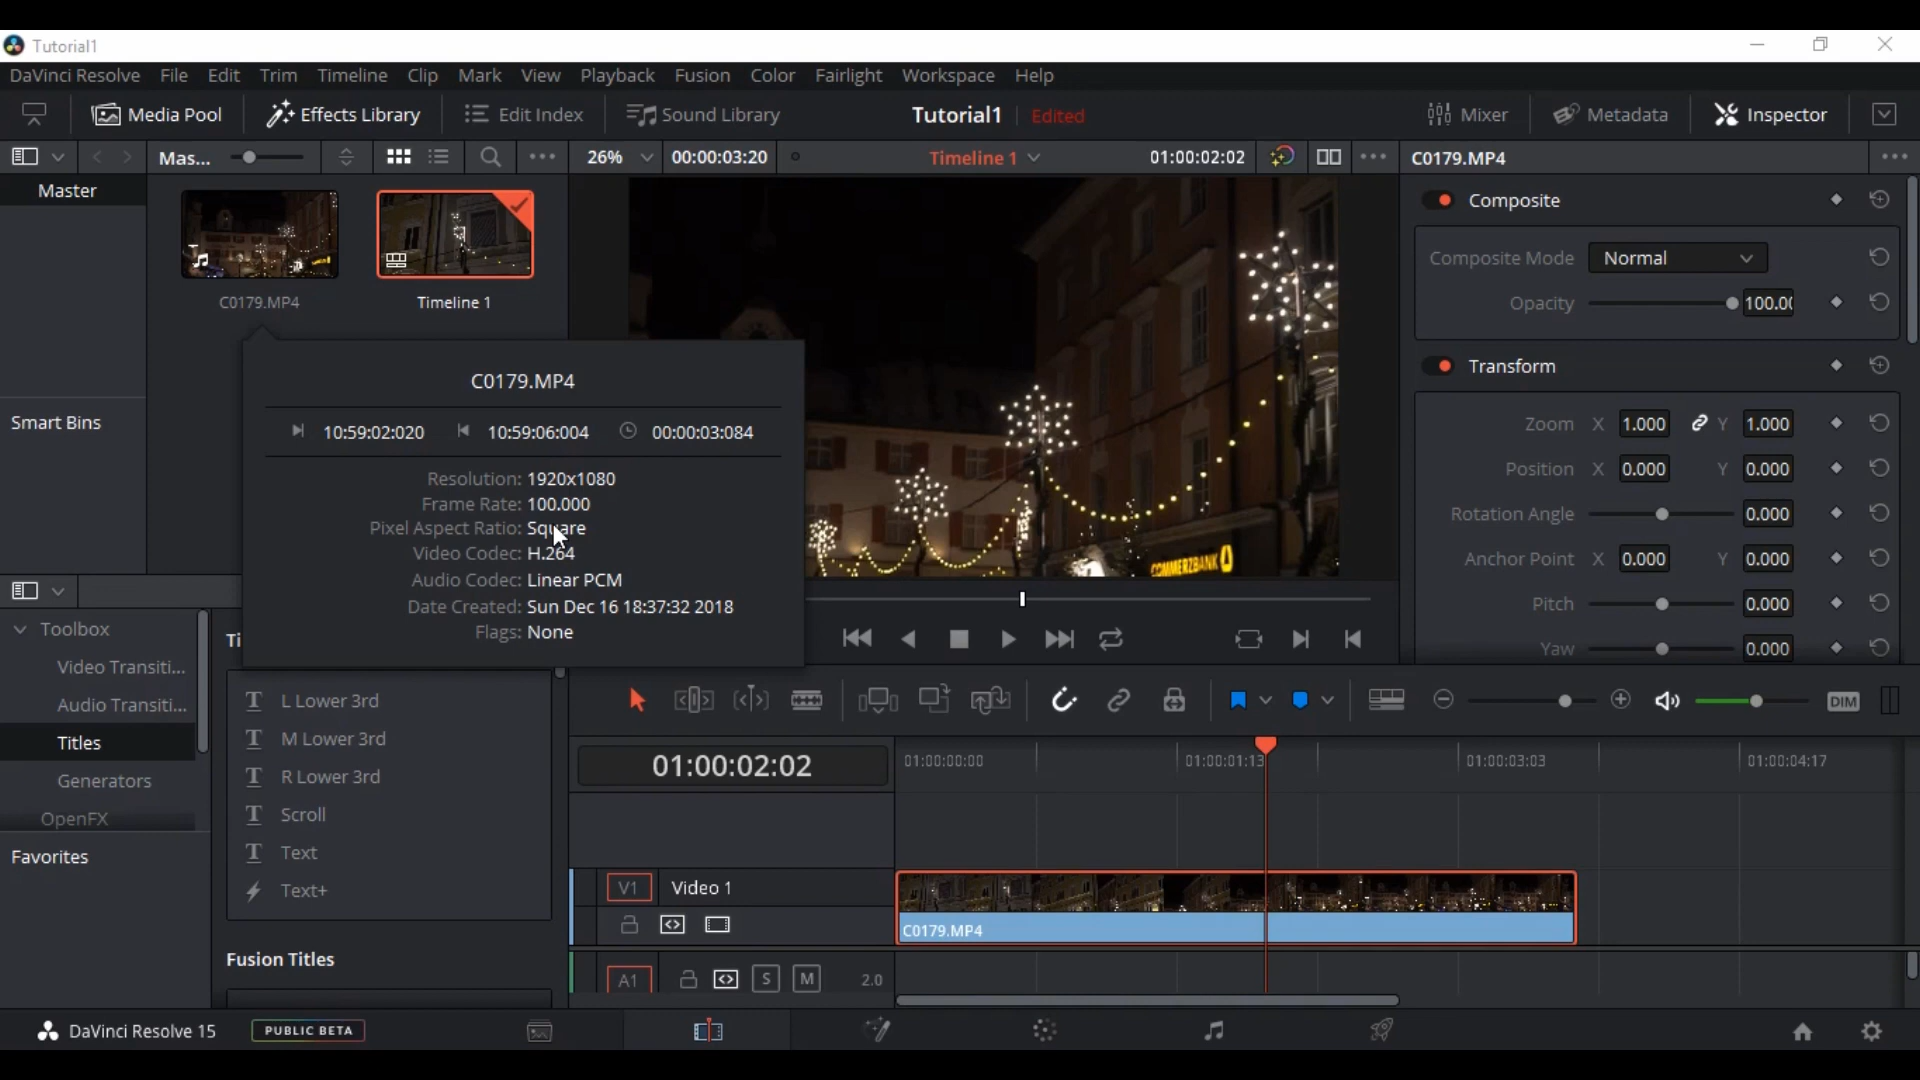 Tutorial1
DaVinci Resolve File Edit Trim Timeline Clip Mark View Playback Fusion Color Fairlight Workspace Help
Media Pool Effects Library Edit Index Sound Library Tutorial1 Edited Mixer Metadata Inspector
Mas... 26% 00:00:03:20 Timeline 1 01:00:02:02 C0179.MP4
Master
C0179.MP4 Timeline 1
Smart Bins
C0179.MP4
10:59:02:020 10:59:06:004 00:00:03:084
Resolution: 1920x1080
Frame Rate: 100.000
Pixel Aspect Ratio: Square
Video Codec: H.264
Audio Codec: Linear PCM
Date Created: Sun Dec 16 18:37:32 2018
Flags: None
COMMERZBANK
Composite
Composite Mode Normal
Opacity 100.0
Transform
Zoom X 1.000 Y 1.000
Position X 0.000 Y 0.000
Rotation Angle 0.000
Anchor Point X 0.000 Y 0.000
Pitch 0.000
Yaw 0.000
Toolbox
Video Transiti...
Audio Transiti...
Titles
Generators
OpenFX
Favorites
Ti
L Lower 3rd
M Lower 3rd
R Lower 3rd
Scroll
Text
Text+
Fusion Titles
DIM
01:00:02:02 01:00:00:00 01:00:01:13 01:00:03:03 01:00:04:17
V1 Video 1
C0179.MP4
A1 S M 2.0
DaVinci Resolve 15 PUBLIC BETA